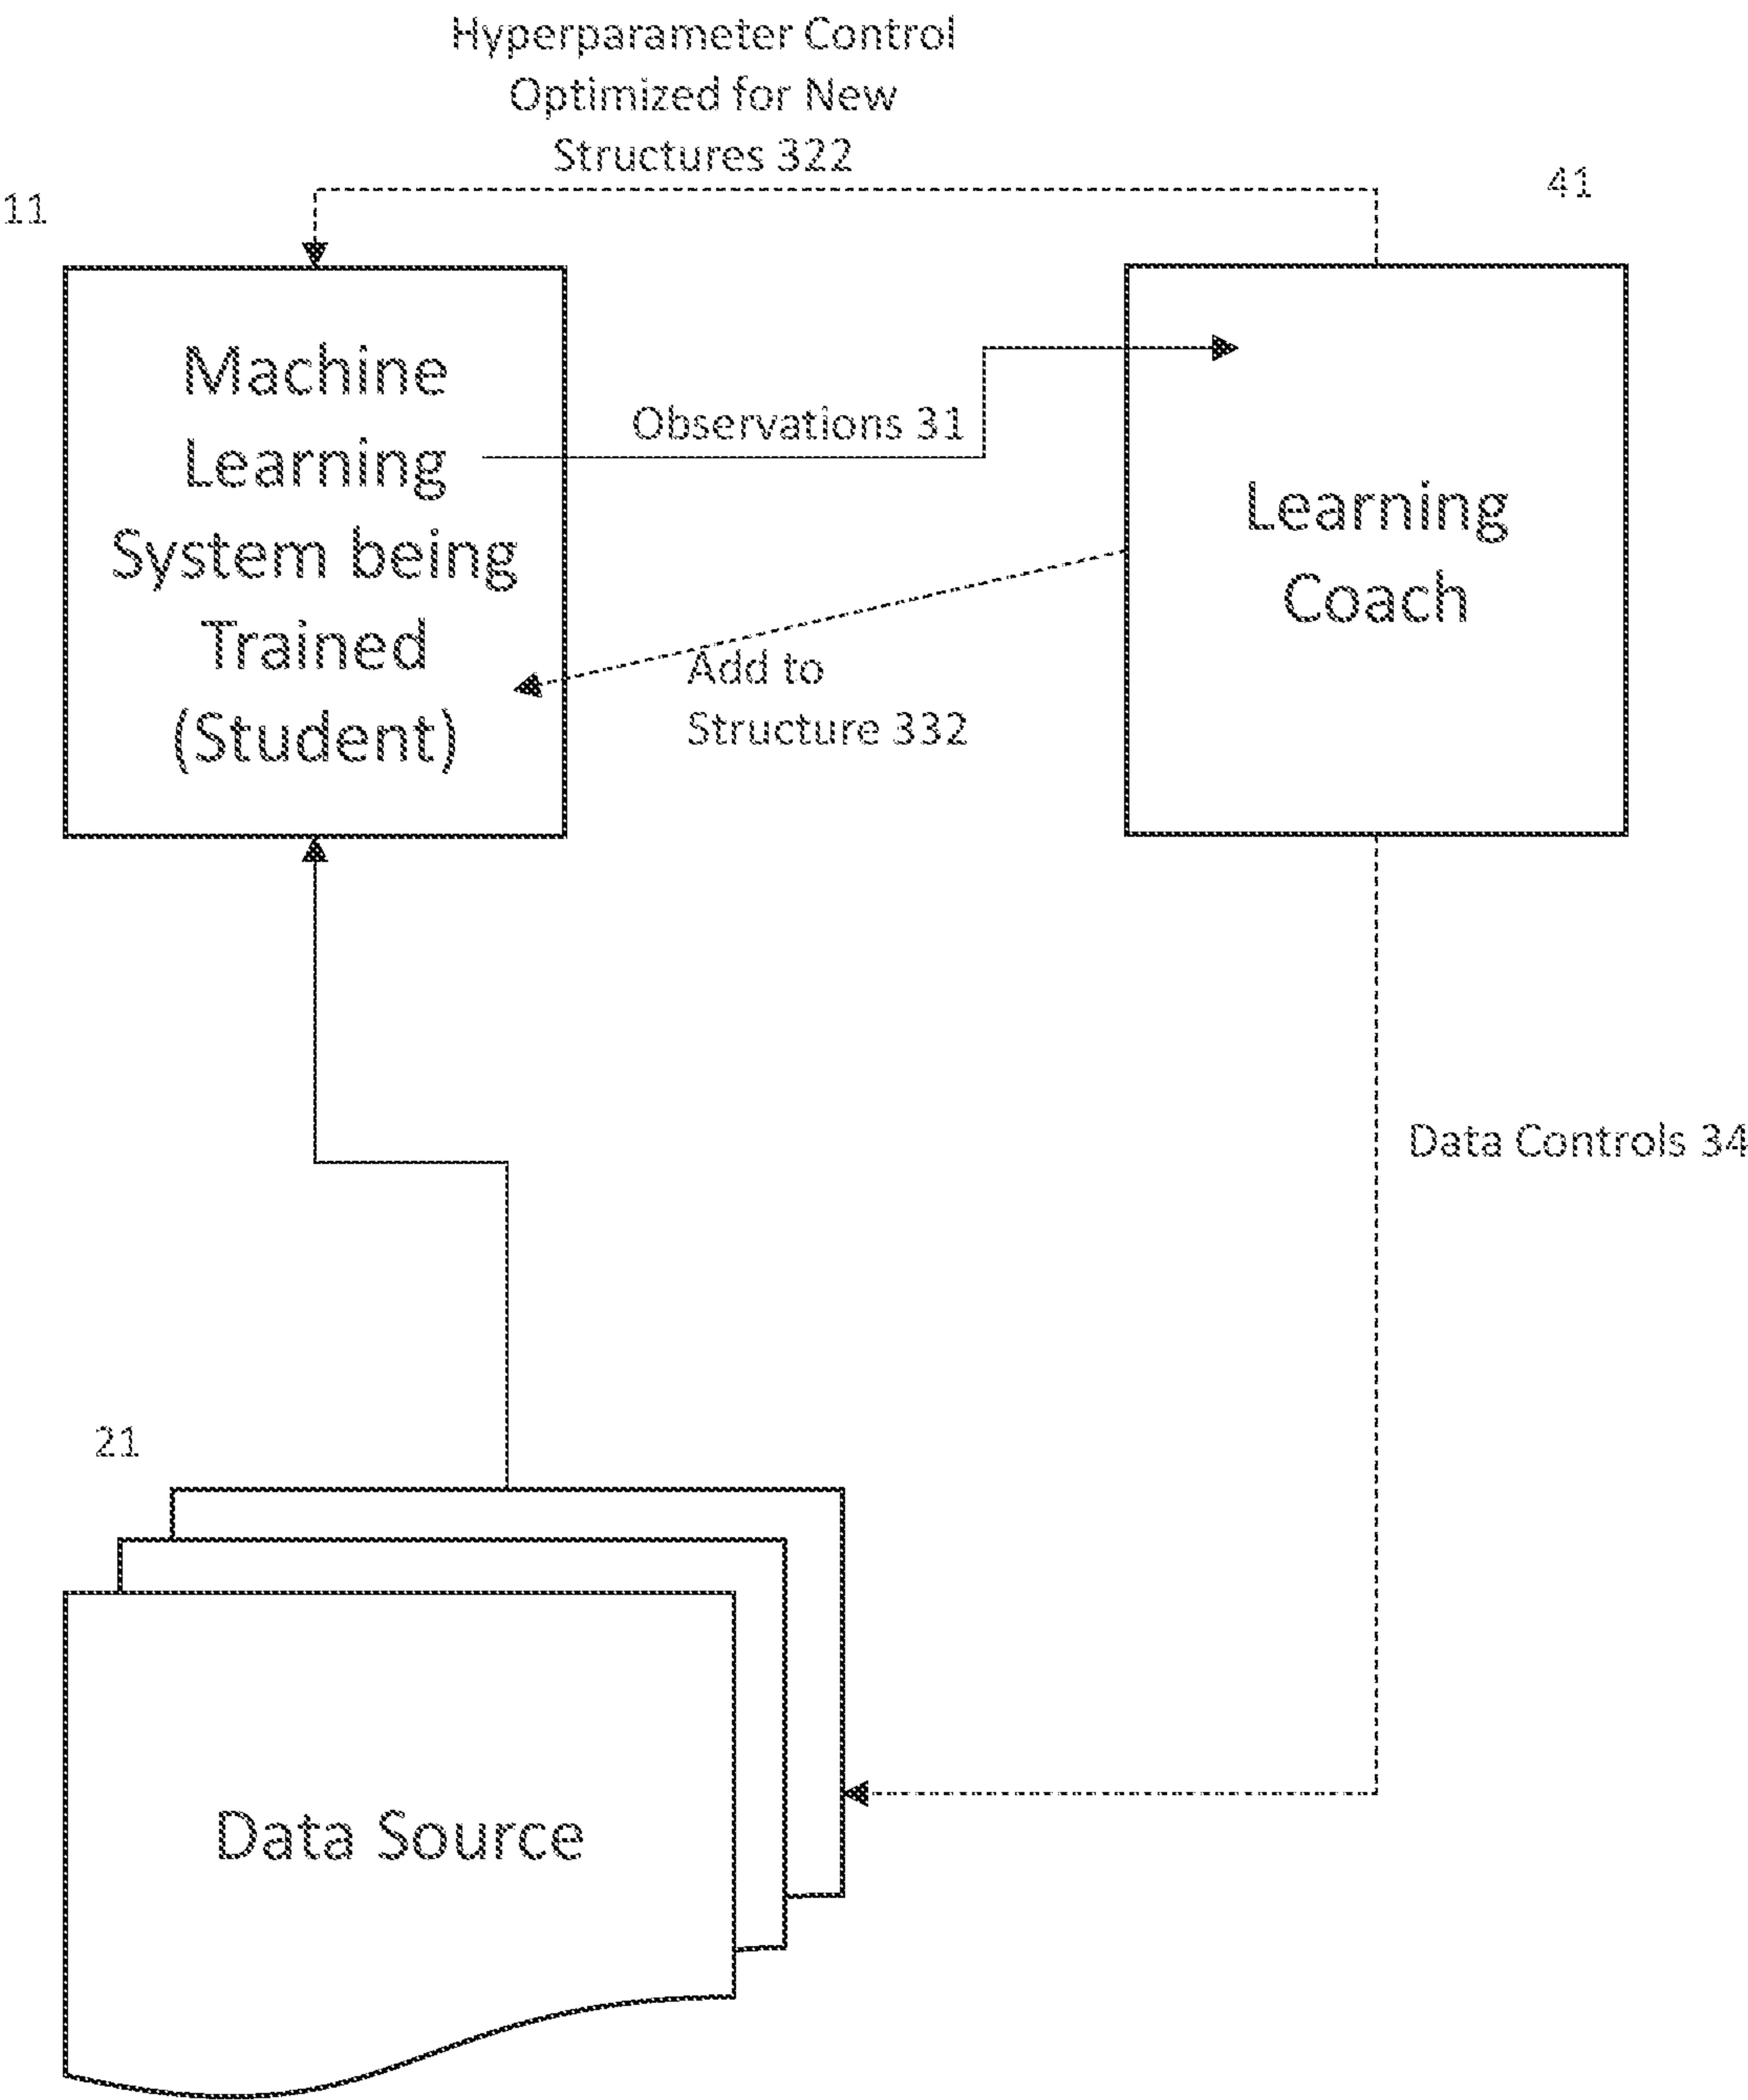 Hyperparameter Control
Optimized for New
Structures 322
11
41
Machine
Learning
System being
Trained
(Student)
Observations 31
Learning
Coach
Add to
Structure 332
Data Controls 34
21
Data Source